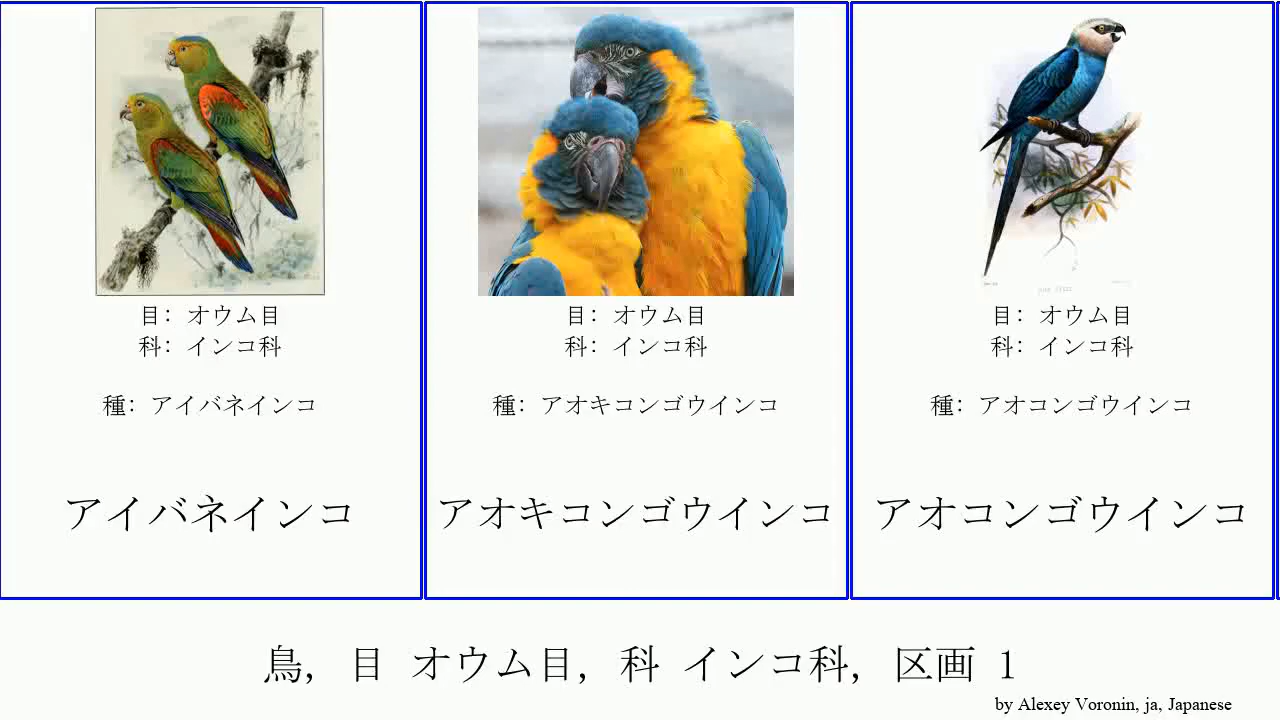 目: オウム目
科: インコ科
種: アイバネインコ
アイバネインコ
目: オウム目
科: インコ科
種: アオキコンゴウインコ
アオキコンゴウインコ
目: オウム目
科: インコ科
種: アオコンゴウインコ
アオコンゴウインコ
鳥, 目 オウム目, 科 インコ科, 区画 1
by Alexey Voronin, ja, Japanese